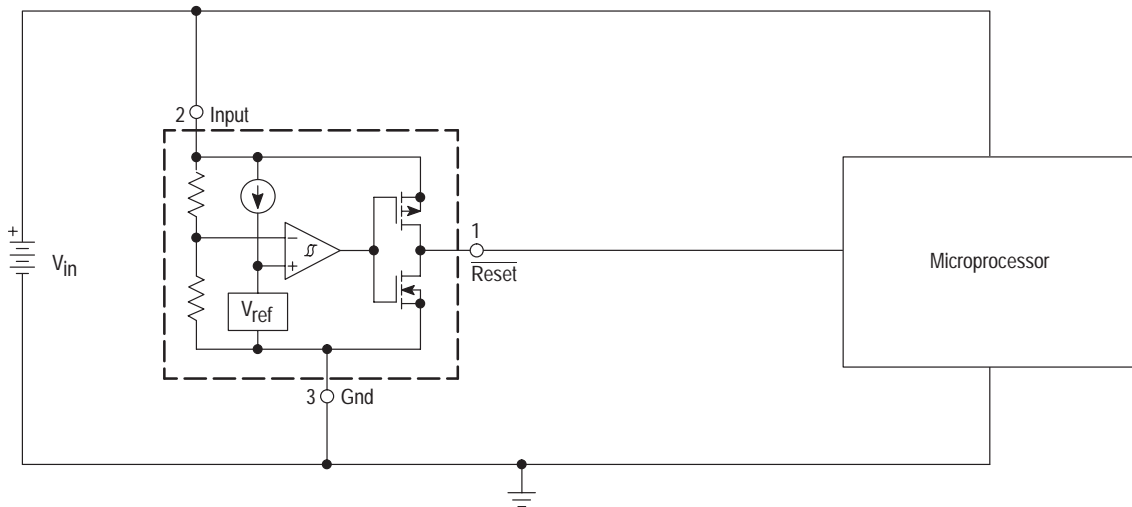 2 Input
1
Reset
+
Vin
−
+
Vref
Microprocessor
3 Gnd